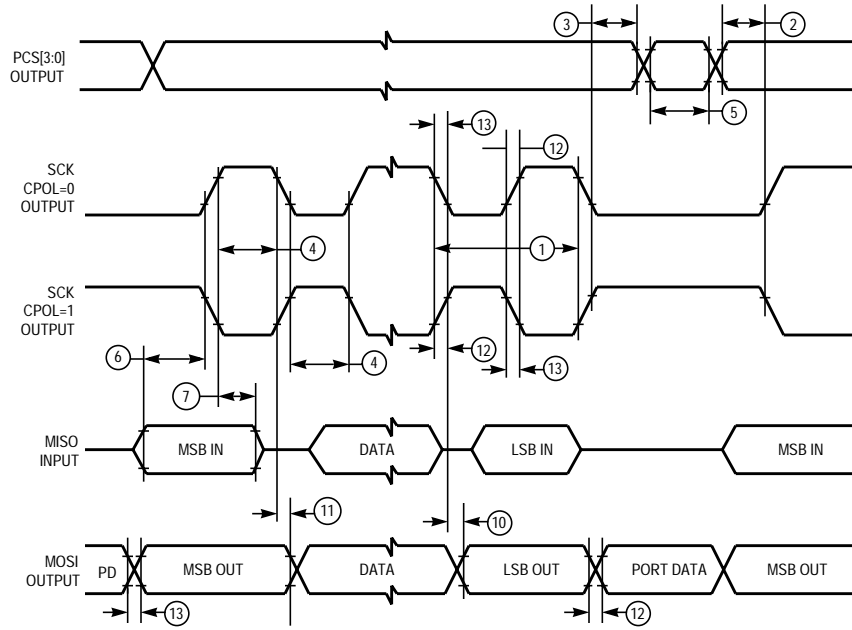 3
2
PCS[3:0]
OUTPUT
5
13
12
SCK
CPOL=0
OUTPUT
4
1
SCK
CPOL=1
OUTPUT
6
12
4
13
7
MISO
INPUT
MSB IN
DATA
LSB IN
MSB IN
11
10
MOSI
OUTPUT
PD
MSB OUT
DATA
LSB OUT
PORT DATA
MSB OUT
13
12